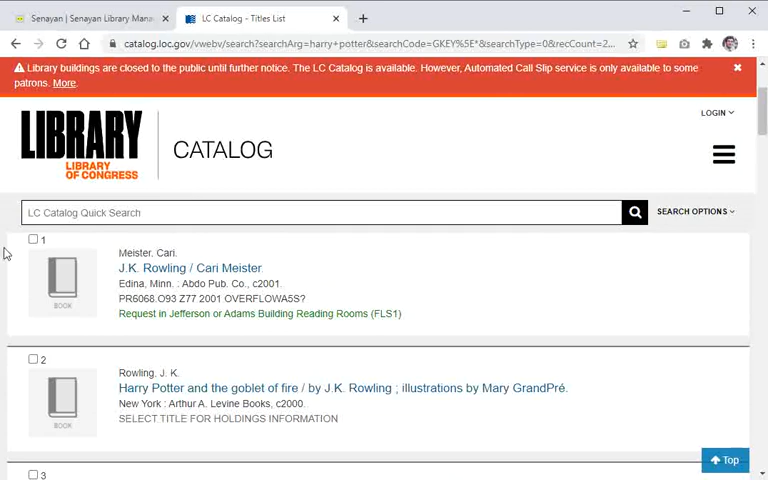 Senayan | Senayan Library Mana
LC Catalog - Titles List
catalog.loc.gov/vwebv/search?searchArg=harry+potter&searchCode=GKEY%5E*&searchType=0&recCount=2...
Library buildings are closed to the public until further notice. The LC Catalog is available. However, Automated Call Slip service is only available to some
patrons. More.
LOGIN
LIBRARY
LIBRARY
OF CONGRESS
CATALOG
LC Catalog Quick Search
SEARCH OPTIONS
1
Meister, Cari.
J.K. Rowling / Cari Meister.
Edina, Minn. : Abdo Pub. Co., c2001.
PR6068.O93 Z77 2001 OVERFLOWA5S?
Request in Jefferson or Adams Building Reading Rooms (FLS1)
BOOK
2
Rowling, J. K.
Harry Potter and the goblet of fire / by J.K. Rowling ; illustrations by Mary GrandPré.
New York : Arthur A. Levine Books, c2000.
SELECT TITLE FOR HOLDINGS INFORMATION
BOOK
Top
3